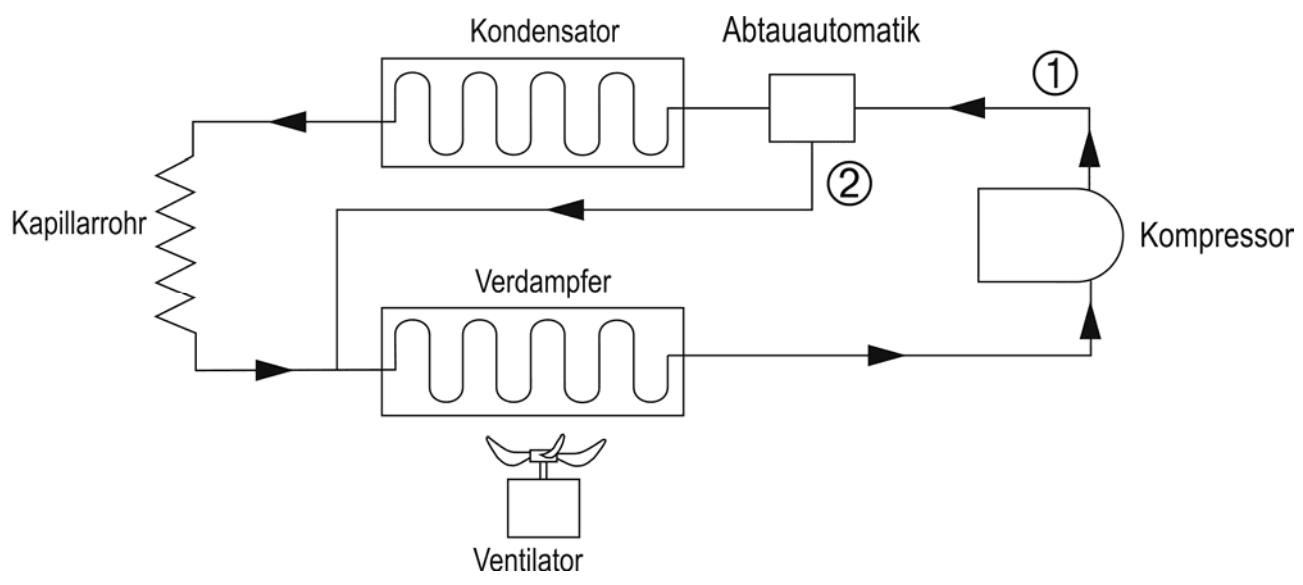 Kondensator
Abtauautomatik
①
②
Kapillarrohr
Kompressor
Verdampfer
Ventilator